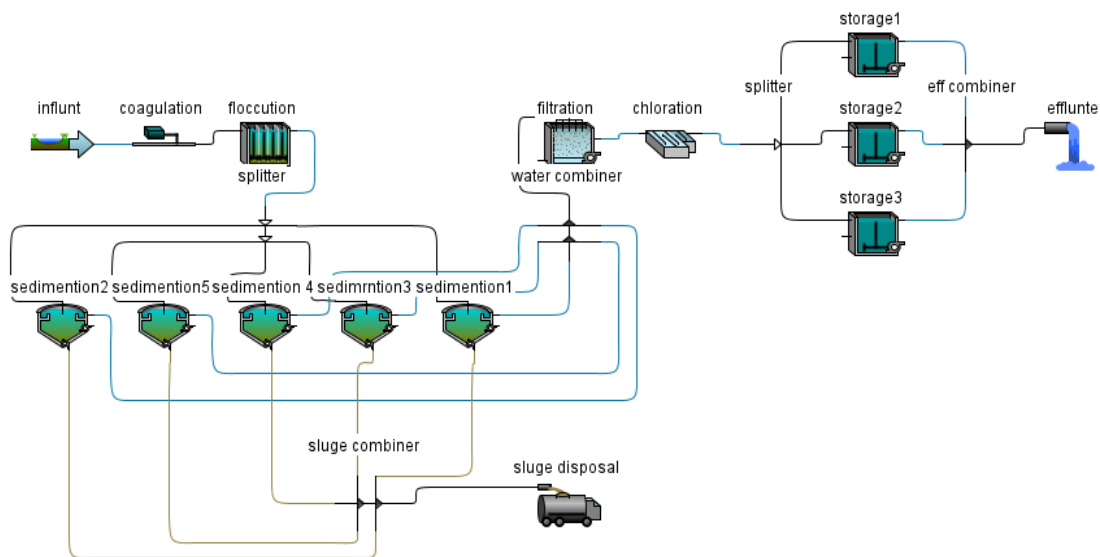 storage1
splitter
eff combiner
influnt
coagulation
floccution
filtration
chloration
storage2
efflunte
splitter
water combiner
storage3
sedimention2
sedimention5
sedimention 4
sedimrntion3
sedimention1
sluge combiner
sluge disposal